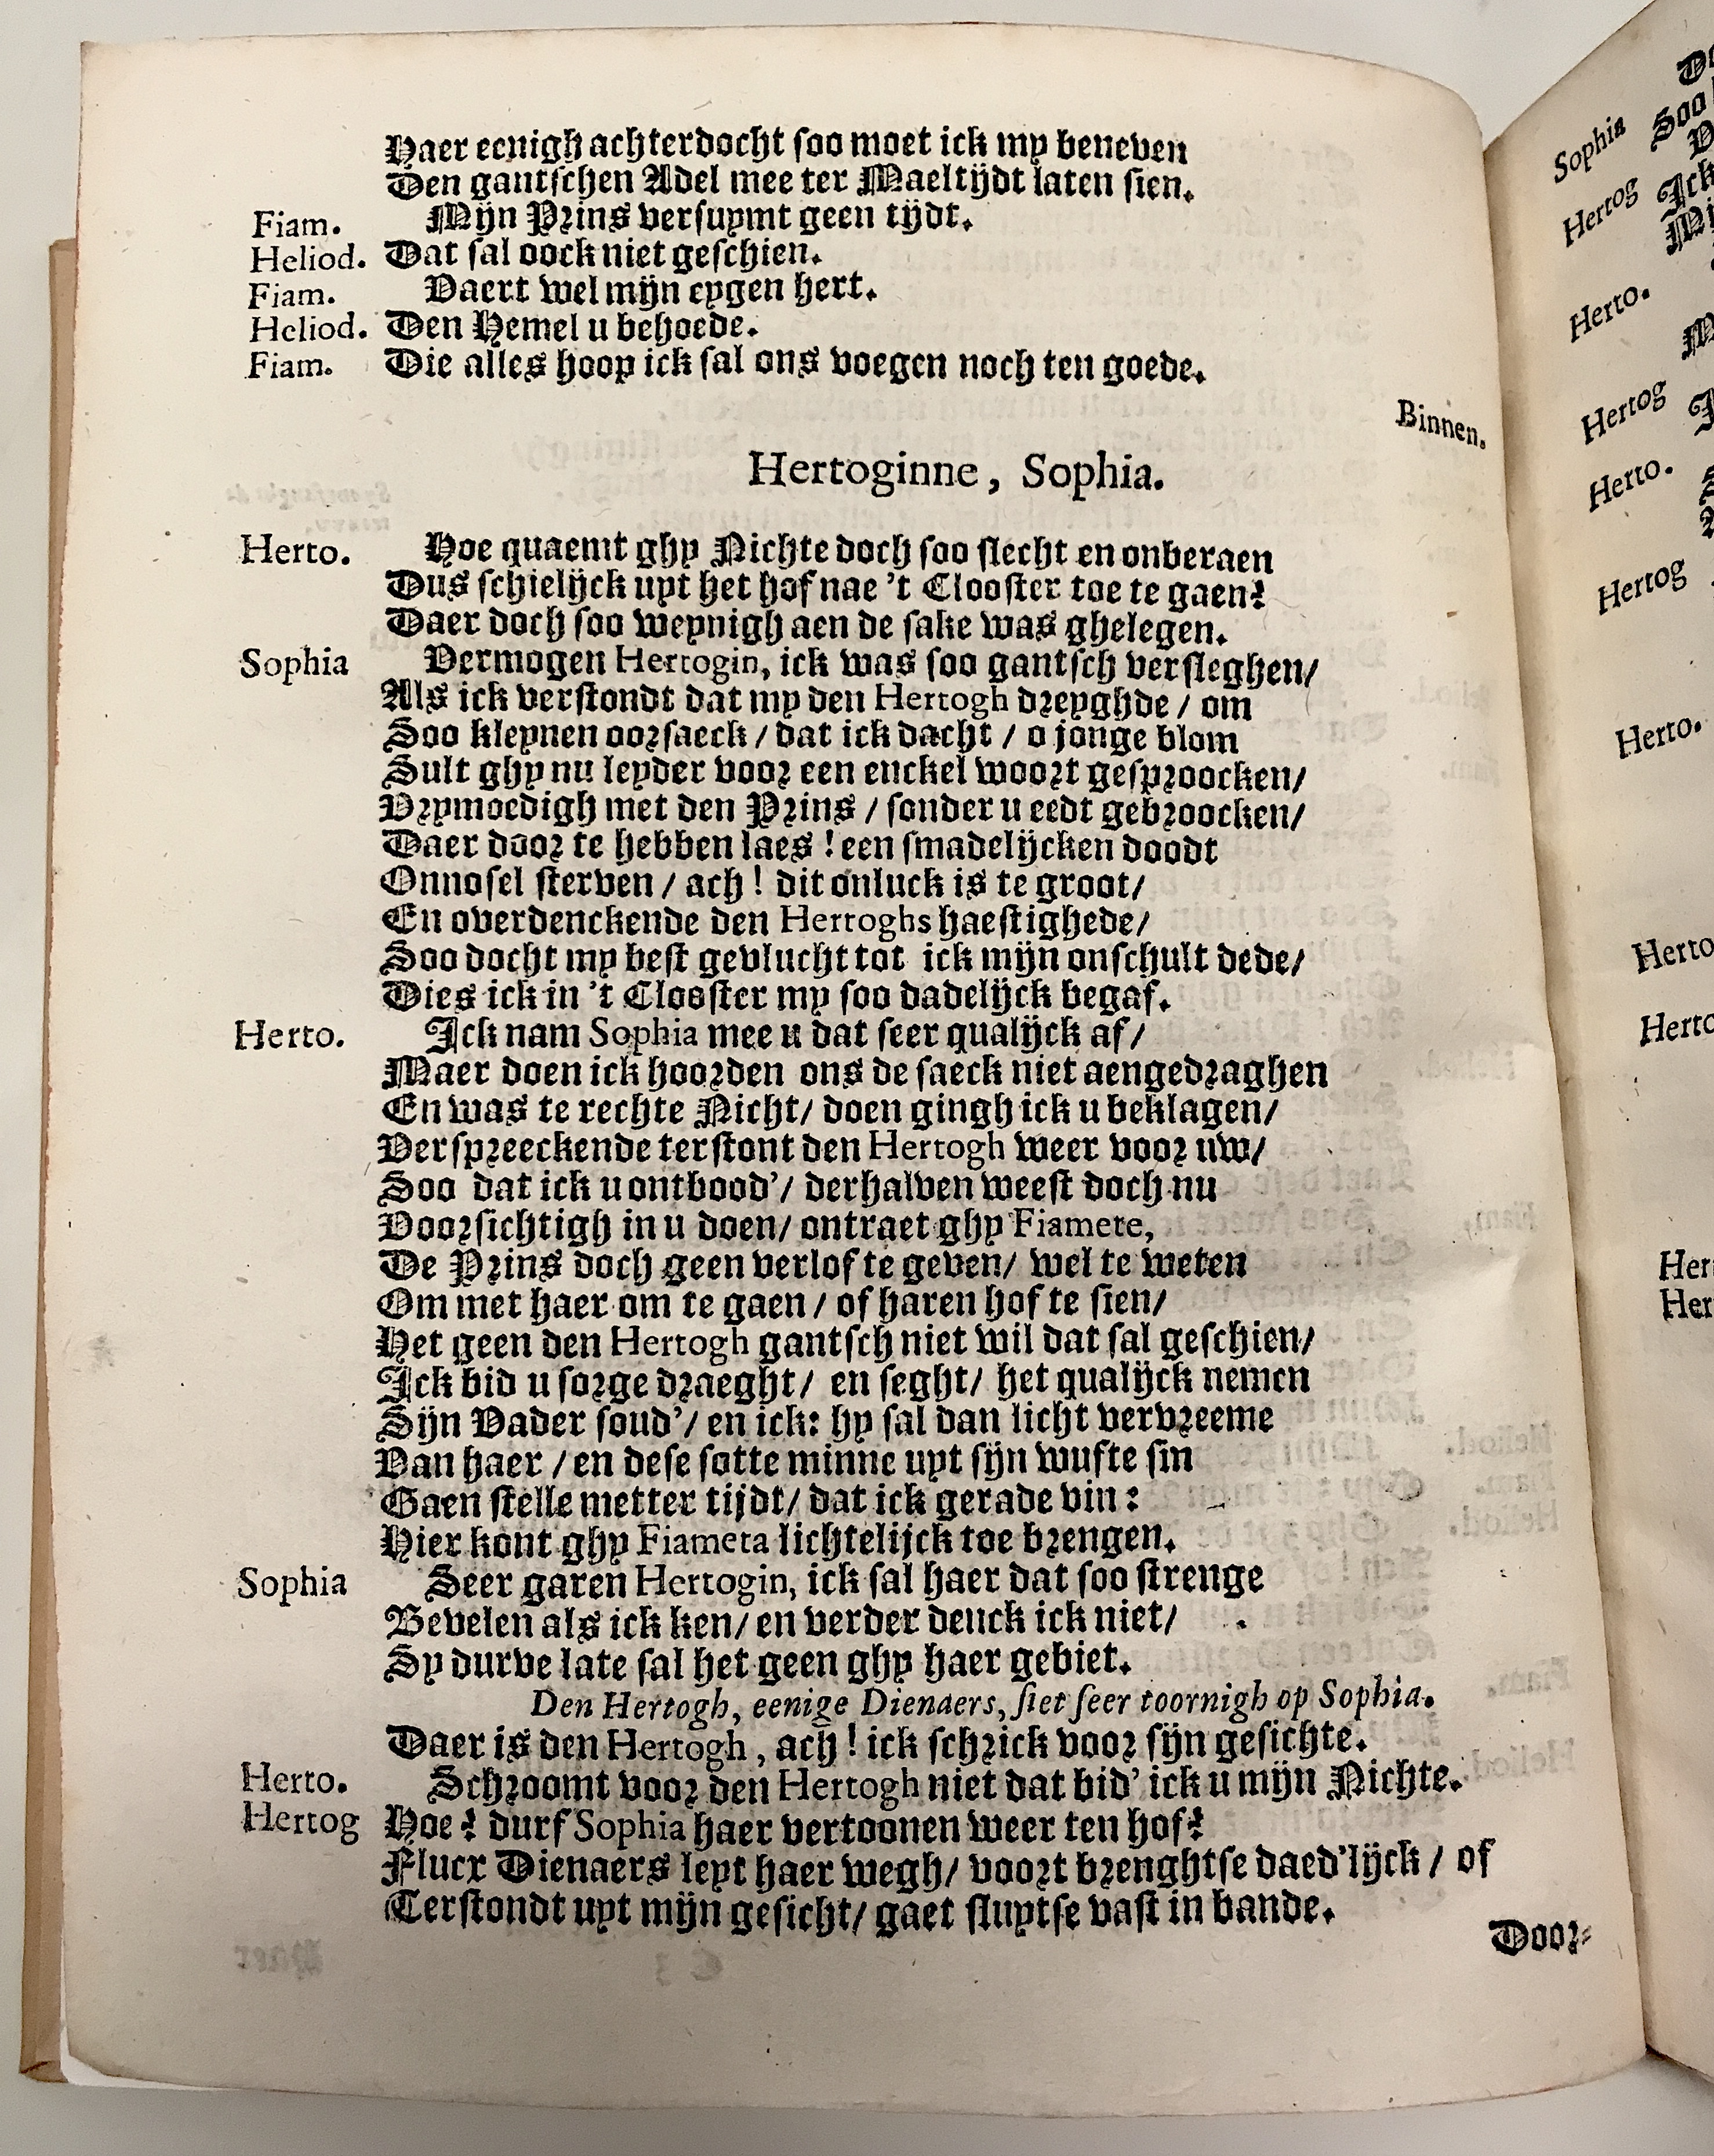 Haer eenigh achterdocht soo moet ick my beneven
Den gantschen Adel mee ter Maeltijdt laten sien.
Fiam. Mijn Prins versuymt geen tijdt.
Heliod. Dat sal oock niet geschien.
Fiam. Vaert wel mijn eygen hert.
Heliod. Den Hemel u behoede.
Fiam. Die alles hoop ick sal ons voegen noch ten goede.
Binnen.
Hertoginne, Sophia.
Herto. Hoe quaemt ghy Nichte doch soo slecht en onberaen
Dus schielijck uyt het hof nae 't Clooster toe te gaen?
Daer doch soo weynigh aen de sake was ghelegen.
Sophia Vermogen Hertogin, ick was soo gantsch versleghen/
Als ick verstondt dat my den Hertogh dreyghde / om
Soo kleynen oorsaeck / dat ick dacht / o jonge blom
Sult ghy nu leyder voor een enckel woort gesproocken/
Vrymoedigh met den Prins / sonder u eedt gebroocken/
Daer door te hebben laes ! een smadelijcken doodt
Onnosel sterven / ach ! dit onluck is te groot/
En overdenckende den Hertoghs haestighede/
Soo docht my best gevlucht tot ick mijn onschult dede/
Dies ick in 't Clooster my soo dadelijck begaf.
Herto. Ick nam Sophia mee u dat seer qualijck af/
Maer doen ick hoorden ons de saeck niet aengedraghen
En was te rechte Nicht/ doen gingh ick u beklagen/
Verspreeckende terstont den Hertogh weer voor uw/
Soo dat ick u ontbood'/ derhalven weest doch nu
Voorsichtigh in u doen/ ontraet ghy Fiamete,
De Prins doch geen verlof te geven/ wel te weten
Om met haer om te gaen / of haren hof te sien/
Het geen den Hertogh gantsch niet wil dat sal geschien/
Ick bid u sorge draeght/ en seght/ het qualijck nemen
Sijn Vader soud'/ en ick: hy sal dan licht vervreeme
Van haer / en dese sotte minne uyt sijn wufte sin
Gaen stelle metter tijdt/ dat ick gerade vin :
Hier kont ghy Fiameta lichtelijck toe brengen.
Sophia Seer garen Hertogin, ick sal haer dat soo strenge
Bevelen als ick ken/ en verder denck ick niet/
Sy durve late sal het geen ghy haer gebiet.
Den Hertogh, eenige Dienaers, siet seer toornigh op Sophia.
Daer is den Hertogh, ach ! ick schrick voor sijn gesichte.
Herto. Schroomt voor den Hertogh niet dat bid' ick u mijn Nichte.
Hertog Hoe ? durf Sophia haer vertoonen weer ten hof?
Flucx Dienaers leyt haer wegh/ voort brenghtse daed'lijck / of
Terstondt uyt mijn gesicht/ gaet sluytse vast in bande.
Door-
Sophia Soo
Hertog Ick
Herto.
Hertog
Herto.
Hertog
Herto.
Herto
Herto
Her
Her